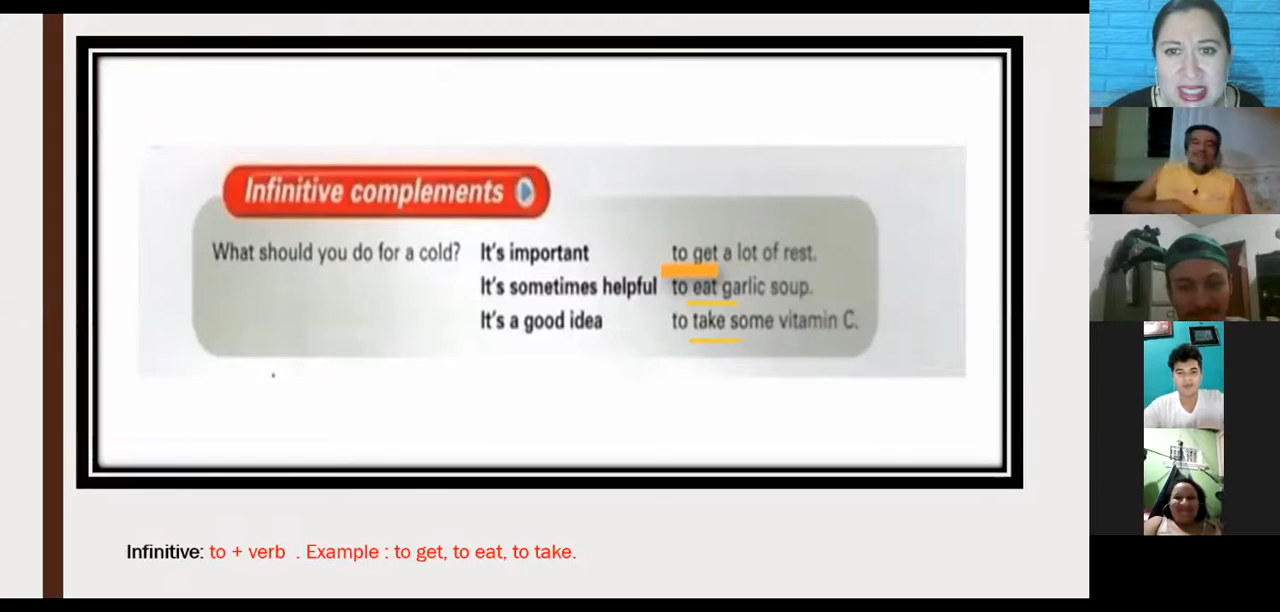 Infinitive complements
What should you do for a cold? It's important to get a lot of rest.
It's sometimes helpful to eat garlic soup.
It's a good idea to take some vitamin C.
Infinitive: to + verb . Example : to get, to eat, to take.